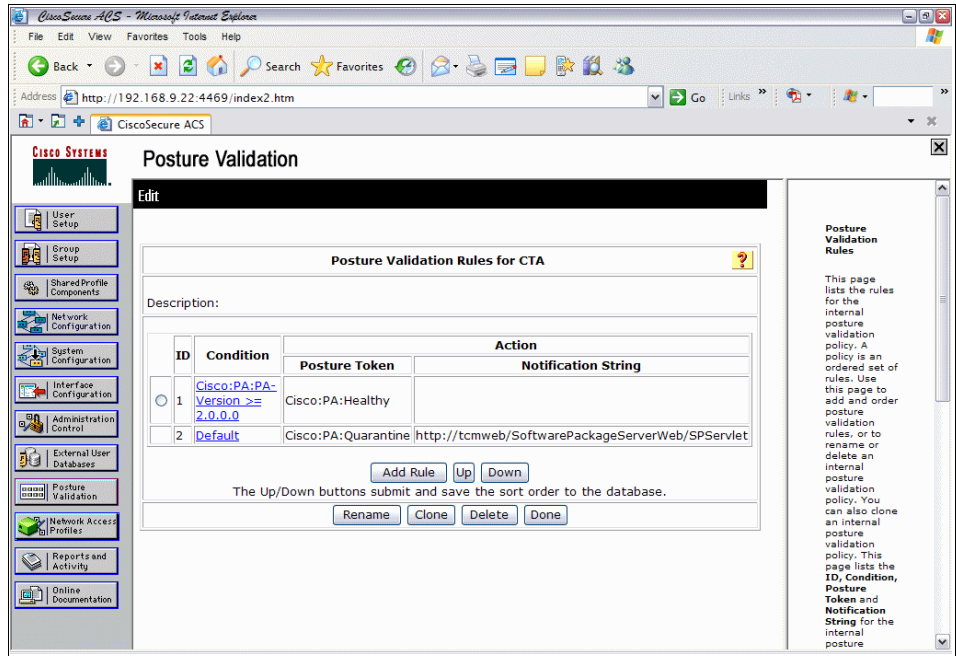 CiscoSecure ACS - Microsoft Internet Explorer
File Edit View Favorites Tools Help
Back Search Favorites
Address http://192.168.9.22:4469/index2.htm Go Links »
CiscoSecure ACS
CISCO SYSTEMS
Posture Validation
User Setup
Group Setup
Shared Profile Components
Network Configuration
System Configuration
Interface Configuration
Administration Control
External User Databases
Posture Validation
Network Access Profiles
Reports and Activity
Online Documentation
Edit
Posture Validation Rules for CTA
?
Description:
ID Condition Action
Posture Token Notification String
1 Cisco:PA:PA-Version >= 2.0.0.0 Cisco:PA:Healthy
2 Default Cisco:PA:Quarantine http://tcmweb/SoftwarePackageServerWeb/SPServlet
Add Rule Up Down
The Up/Down buttons submit and save the sort order to the database.
Rename Clone Delete Done
Posture
Validation
Rules
This page
lists the rules
for the
internal
posture
validation
policy. A
policy is an
ordered set of
rules. Use
this page to
add and order
posture
validation
rules, or to
rename or
delete an
internal
posture
validation
policy. You
can also clone
an internal
posture
validation
policy. This
page lists the
ID, Condition,
Posture
Token and
Notification
String for the
internal
posture